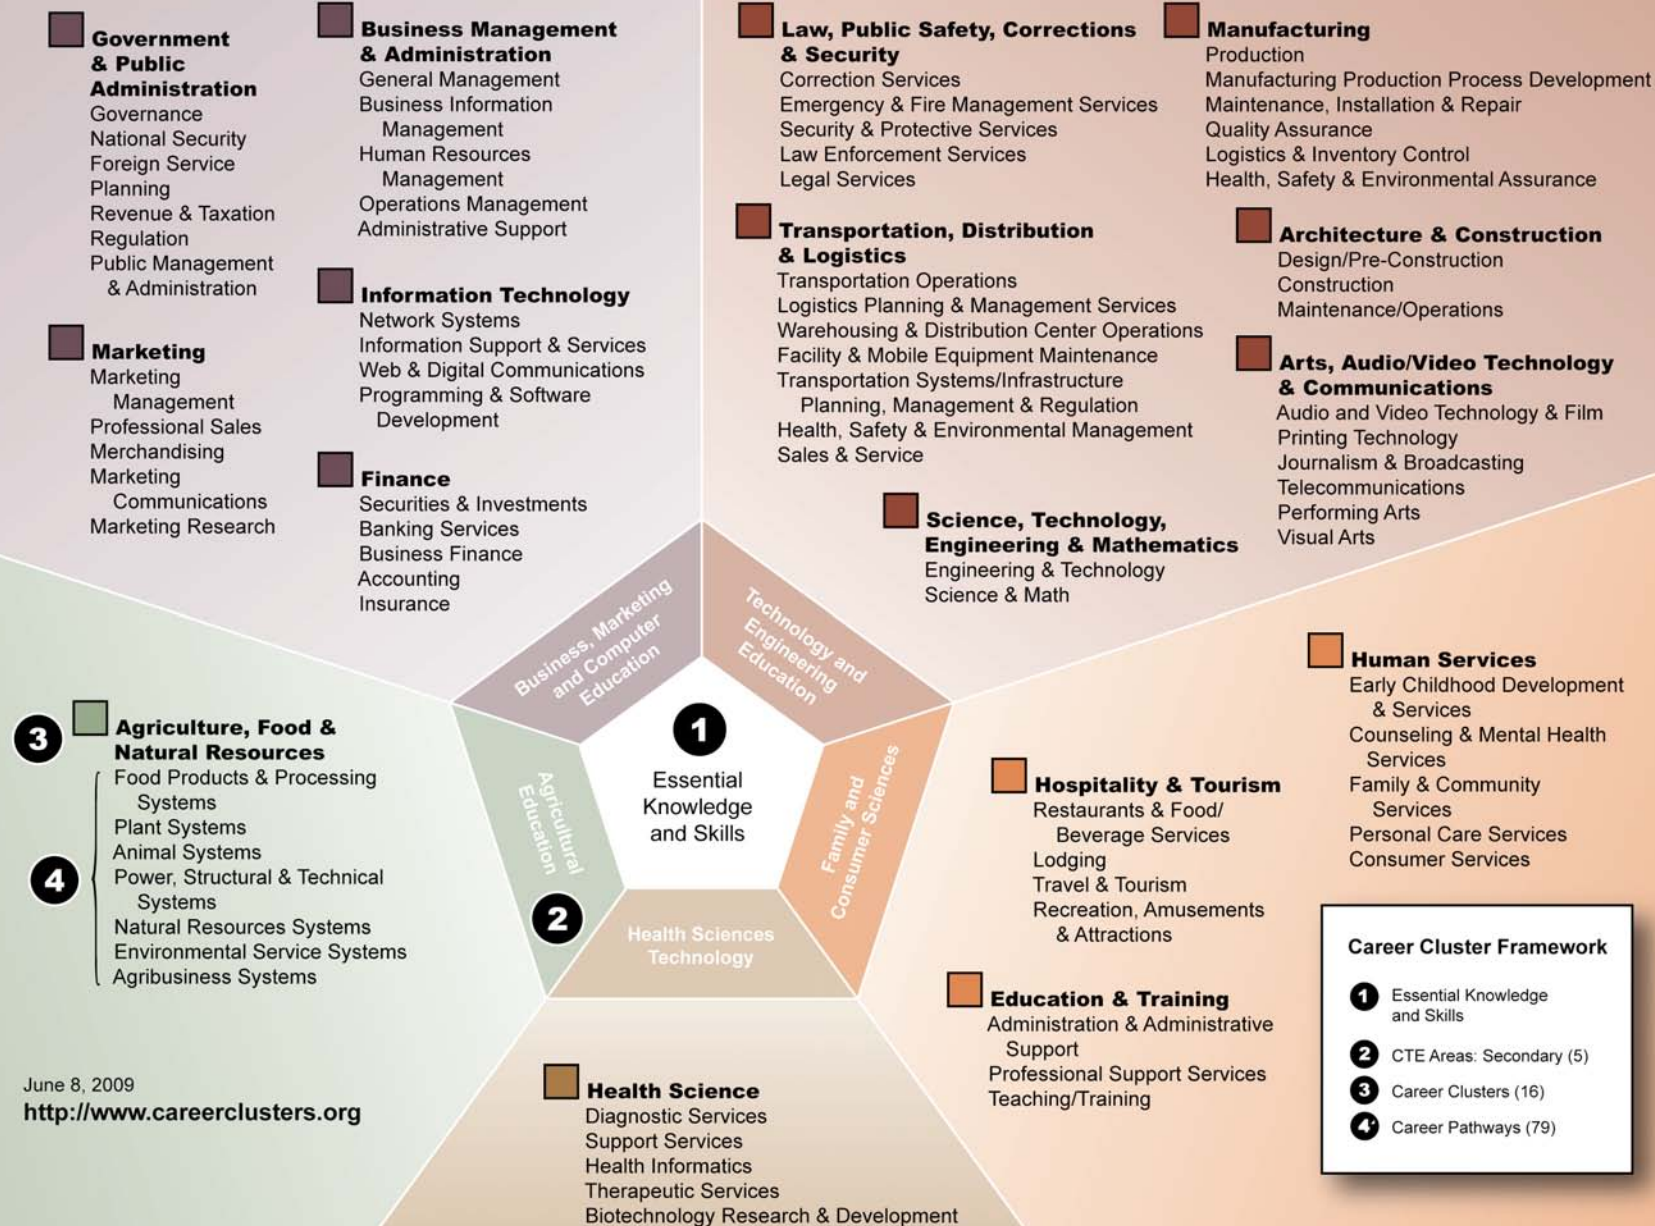 Government
& Public
Administration
Governance
National Security
Foreign Service
Planning
Revenue & Taxation
Regulation
Public Management
& Administration
Marketing
Marketing
Management
Professional Sales
Merchandising
Marketing
Communications
Marketing Research
Business Management
& Administration
General Management
Business Information
Management
Human Resources
Management
Operations Management
Administrative Support
Information Technology
Network Systems
Information Support & Services
Web & Digital Communications
Programming & Software
Development
Finance
Securities & Investments
Banking Services
Business Finance
Accounting
Insurance
Law, Public Safety, Corrections
& Security
Correction Services
Emergency & Fire Management Services
Security & Protective Services
Law Enforcement Services
Legal Services
Transportation, Distribution
& Logistics
Transportation Operations
Logistics Planning & Management Services
Warehousing & Distribution Center Operations
Facility & Mobile Equipment Maintenance
Transportation Systems/Infrastructure
Planning, Management & Regulation
Health, Safety & Environmental Management
Sales & Service
Science, Technology,
Engineering & Mathematics
Engineering & Technology
Science & Math
Manufacturing
Production
Manufacturing Production Process Development
Maintenance, Installation & Repair
Quality Assurance
Logistics & Inventory Control
Health, Safety & Environmental Assurance
Architecture & Construction
Design/Pre-Construction
Construction
Maintenance/Operations
Arts, Audio/Video Technology
& Communications
Audio and Video Technology & Film
Printing Technology
Journalism & Broadcasting
Telecommunications
Performing Arts
Visual Arts
Business, Marketing
and Computer
Education
Technology and
Engineering
Education
Agricultural
Education
2
1
Essential
Knowledge
and Skills
Family and
Consumer Sciences
Health Sciences
Technology
3
Agriculture, Food &
Natural Resources
4
Food Products & Processing
Systems
Plant Systems
Animal Systems
Power, Structural & Technical
Systems
Natural Resources Systems
Environmental Service Systems
Agribusiness Systems
June 8, 2009
http://www.careerclusters.org
Health Science
Diagnostic Services
Support Services
Health Informatics
Therapeutic Services
Biotechnology Research & Development
Hospitality & Tourism
Restaurants & Food/
Beverage Services
Lodging
Travel & Tourism
Recreation, Amusements
& Attractions
Education & Training
Administration & Administrative
Support
Professional Support Services
Teaching/Training
Human Services
Early Childhood Development
& Services
Counseling & Mental Health
Services
Family & Community
Services
Personal Care Services
Consumer Services
Career Cluster Framework
1 Essential Knowledge
and Skills
2 CTE Areas: Secondary (5)
3 Career Clusters (16)
4 Career Pathways (79)